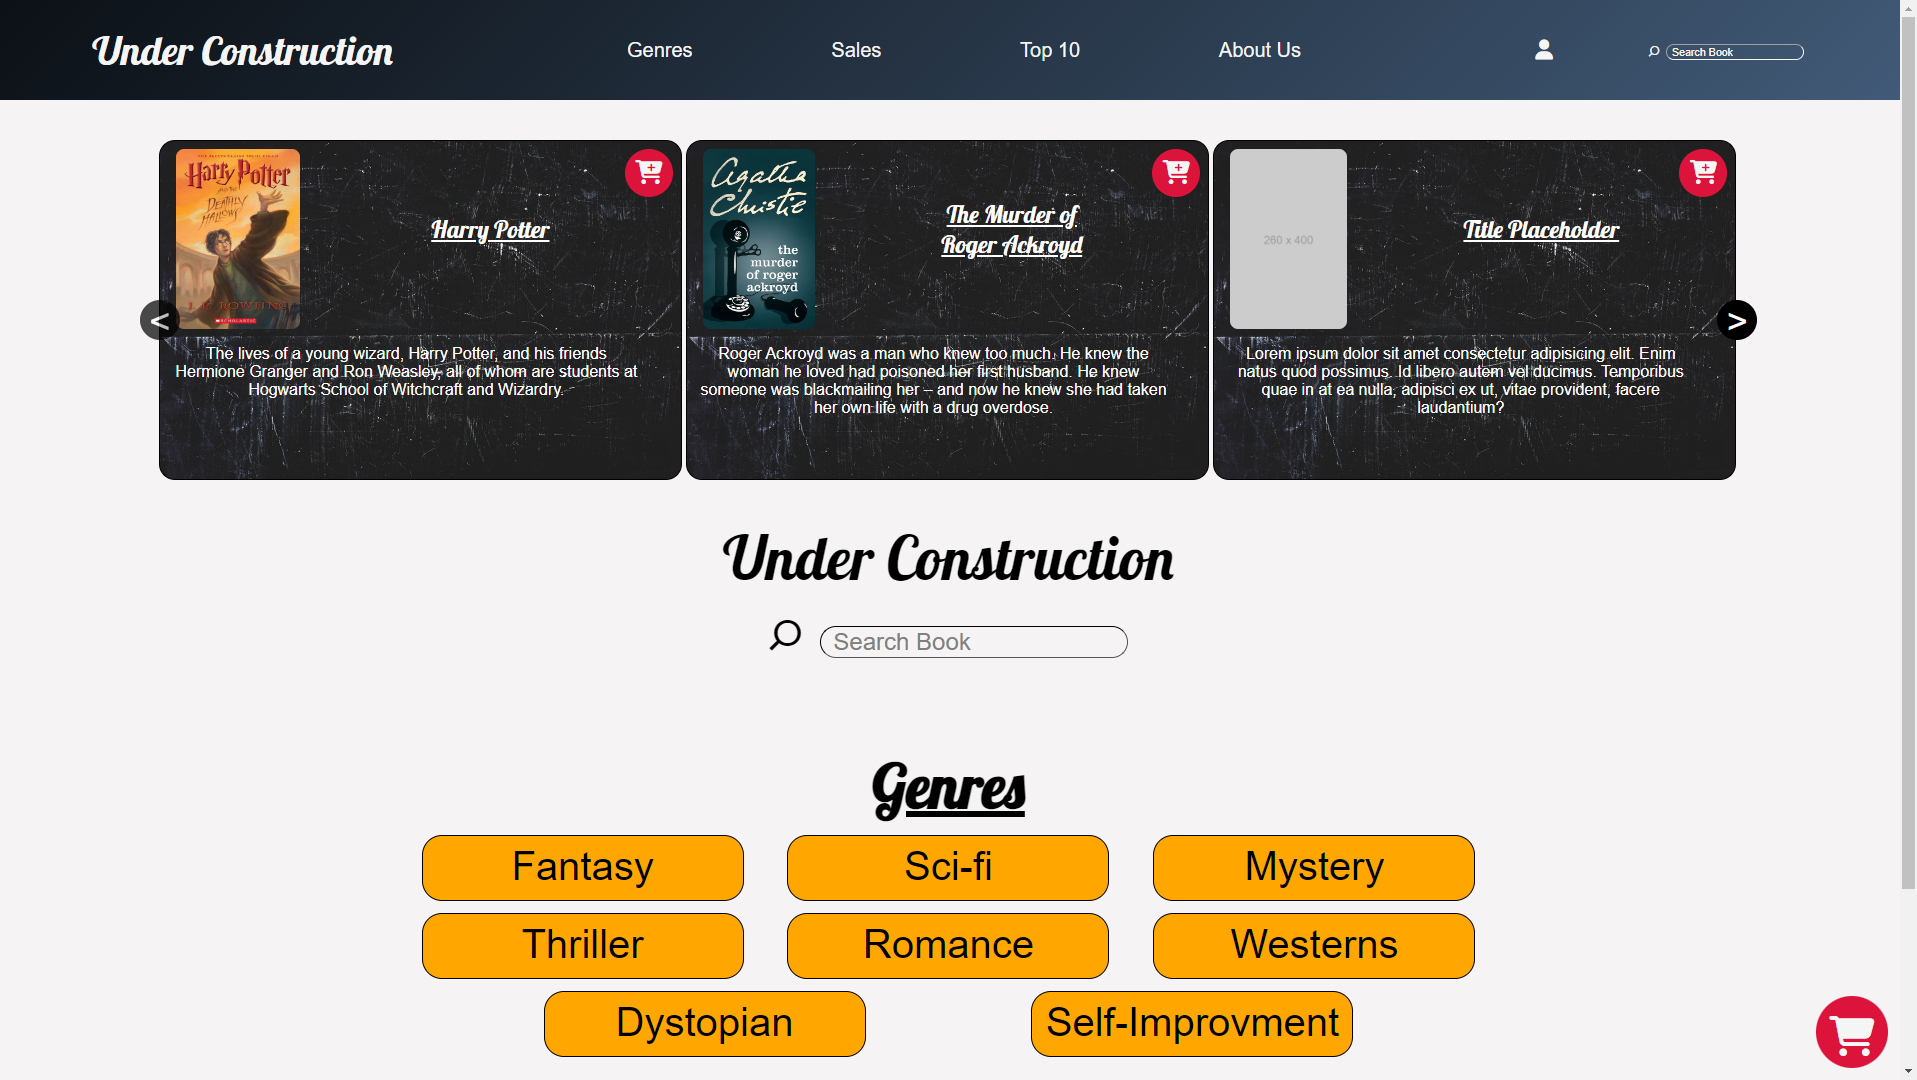 Under Construction
Genres
Sales
Top 10
About Us
Search Book
Harry Potter
AND THE
DEATHLY
HALLOWS
J. K. ROWLING
SCHOLASTIC
Harry Potter
The lives of a young wizard, Harry Potter, and his friends
Hermione Granger and Ron Weasley, all of whom are students at
Hogwarts School of Witchcraft and Wizardry.
Agatha
Christie
the
murder
of roger
ackroyd
The Murder of
Roger Ackroyd
Roger Ackroyd was a man who knew too much. He knew the
woman he loved had poisoned her first husband. He knew
someone was blackmailing her – and now he knew she had taken
her own life with a drug overdose.
260 x 400
Title Placeholder
Lorem ipsum dolor sit amet consectetur adipisicing elit. Enim
natus quod possimus. Id libero autem vel ducimus. Temporibus
quae in at ea nulla, adipisci ex ut, vitae provident, facere
laudantium?
<
>
Under Construction
Search Book
Genres
Fantasy
Sci-fi
Mystery
Thriller
Romance
Westerns
Dystopian
Self-Improvment